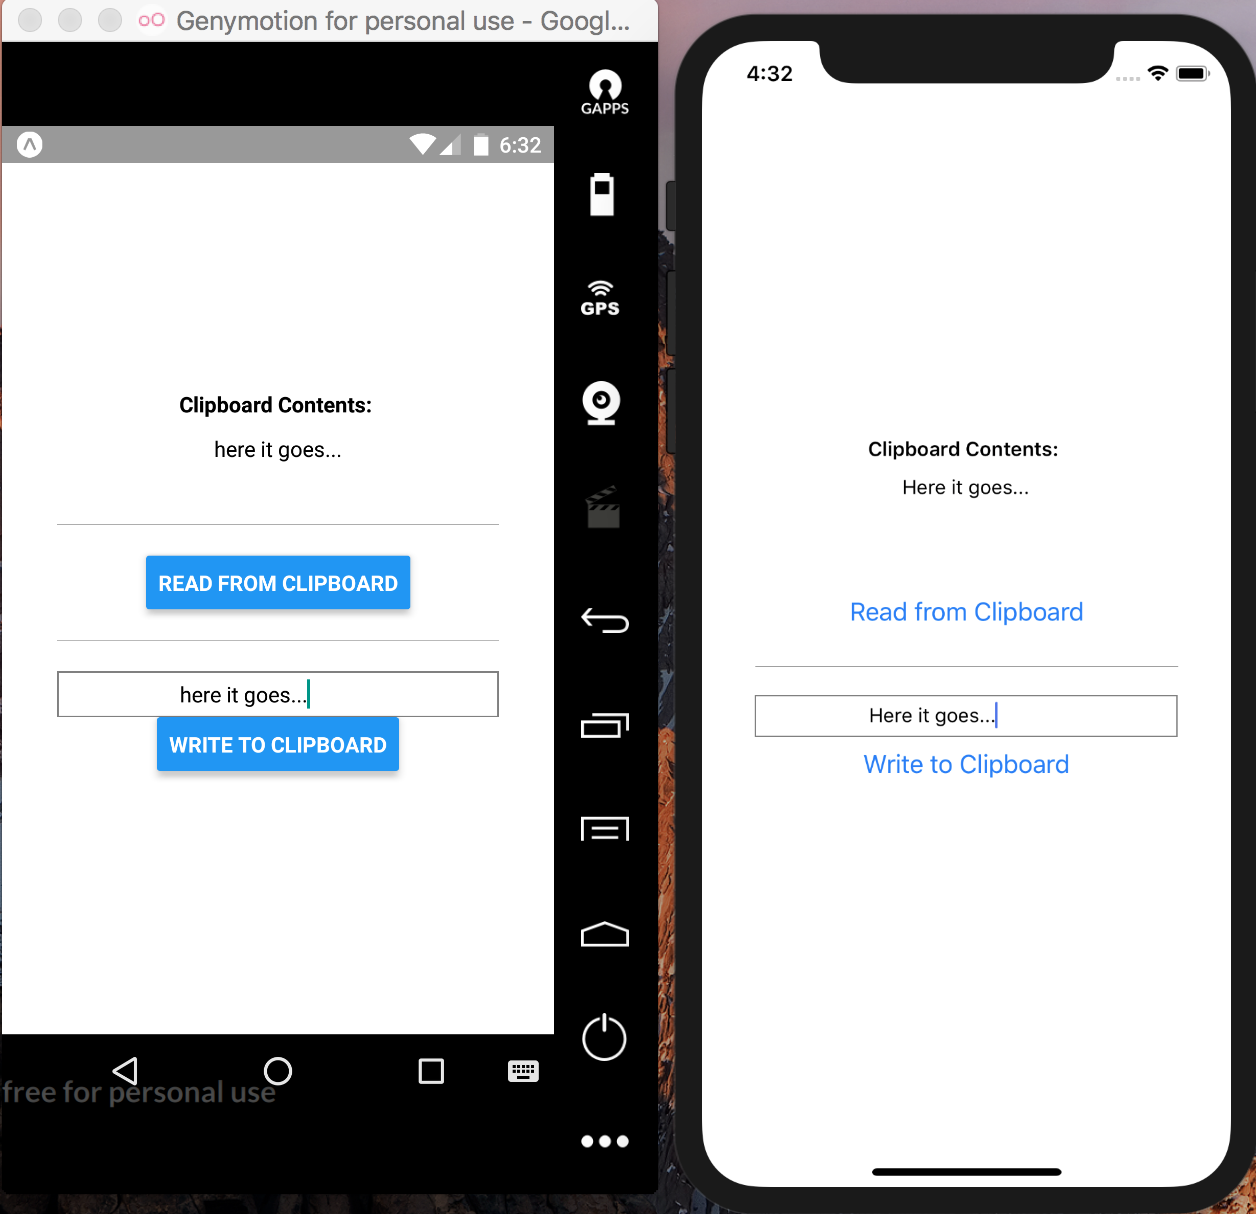 Genymotion for personal use - Googl...
GAPPS
6:32
GPS
Clipboard Contents:
here it goes...
READ FROM CLIPBOARD
here it goes...
WRITE TO CLIPBOARD
free for personal use
4:32
Clipboard Contents:
Here it goes...
Read from Clipboard
Here it goes...
Write to Clipboard